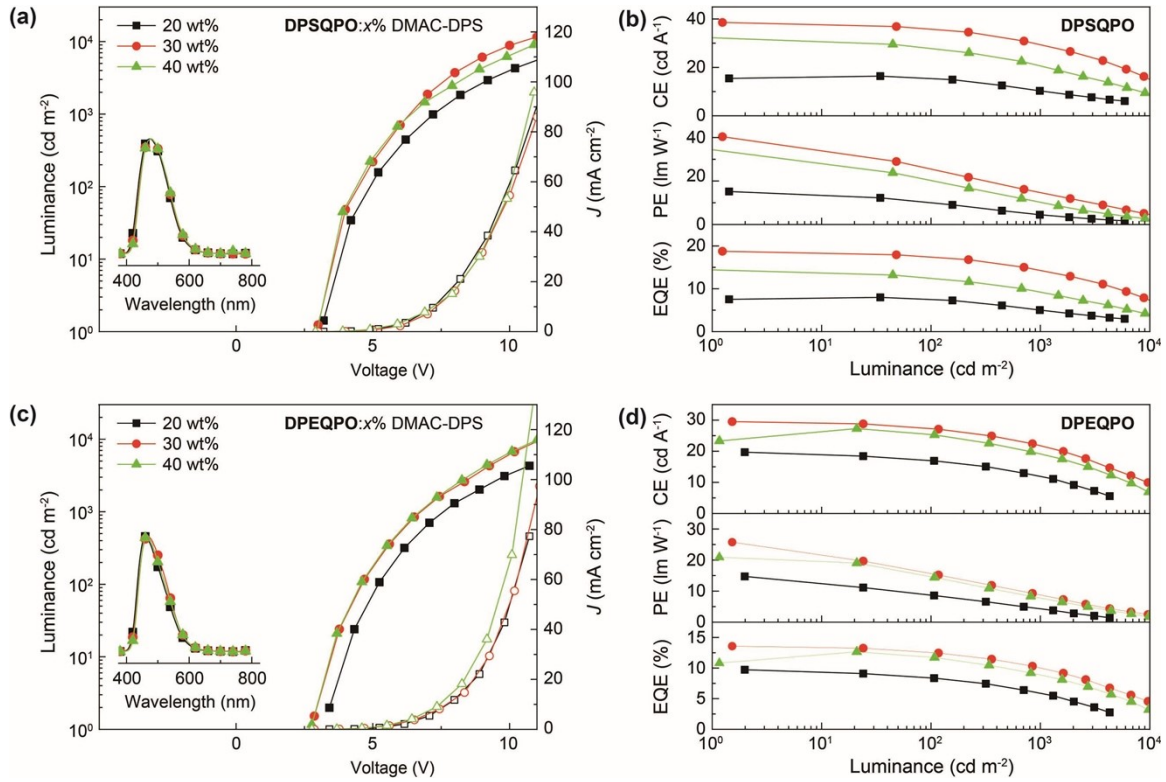 (a)
20 wt%
30 wt%
40 wt%
DPSQPO:x% DMAC-DPS
Luminance (cd m⁻²)
10⁴
10³
10²
10¹
10⁰
120
100
80
60
40
20
0
J (mA cm⁻²)
400 600 800
Wavelength (nm)
0 5 10
Voltage (V)
(b)
DPSQPO
CE (cd A⁻¹)
40
20
0
PE (lm W⁻¹)
40
20
0
EQE (%)
20
15
10
5
0
10⁰ 10¹ 10² 10³ 10⁴
Luminance (cd m⁻²)
(c)
20 wt%
30 wt%
40 wt%
DPEQPO:x% DMAC-DPS
Luminance (cd m⁻²)
10⁴
10³
10²
10¹
10⁰
120
100
80
60
40
20
0
J (mA cm⁻²)
400 600 800
Wavelength (nm)
0 5 10
Voltage (V)
(d)
DPEQPO
CE (cd A⁻¹)
30
20
10
0
PE (lm W⁻¹)
30
20
10
0
EQE (%)
15
10
5
0
10⁰ 10¹ 10² 10³ 10⁴
Luminance (cd m⁻²)